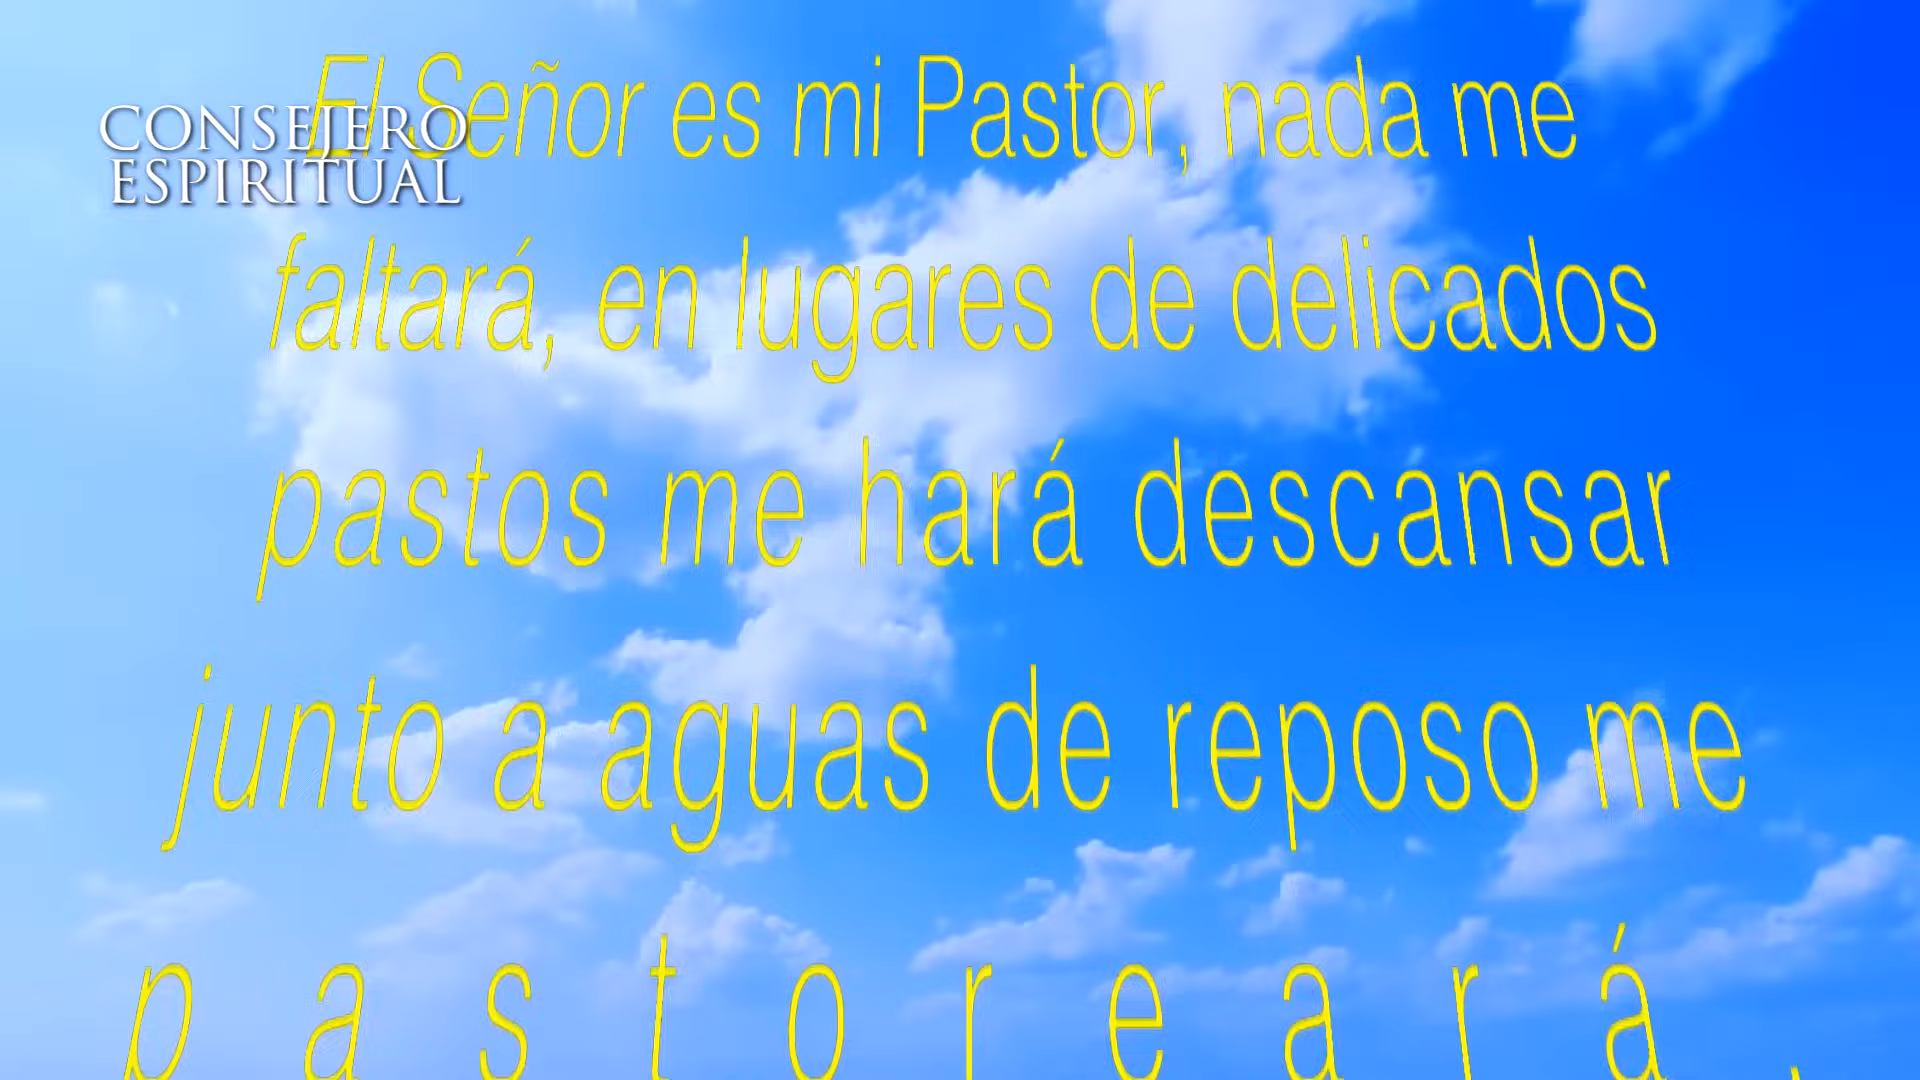 El Señor es mi Pastor, nada me
CONSEJERO
ESPIRITUAL
faltará, en lugares de delicados
pastos me hará descansar
junto a aguas de reposo me
pastoreará.